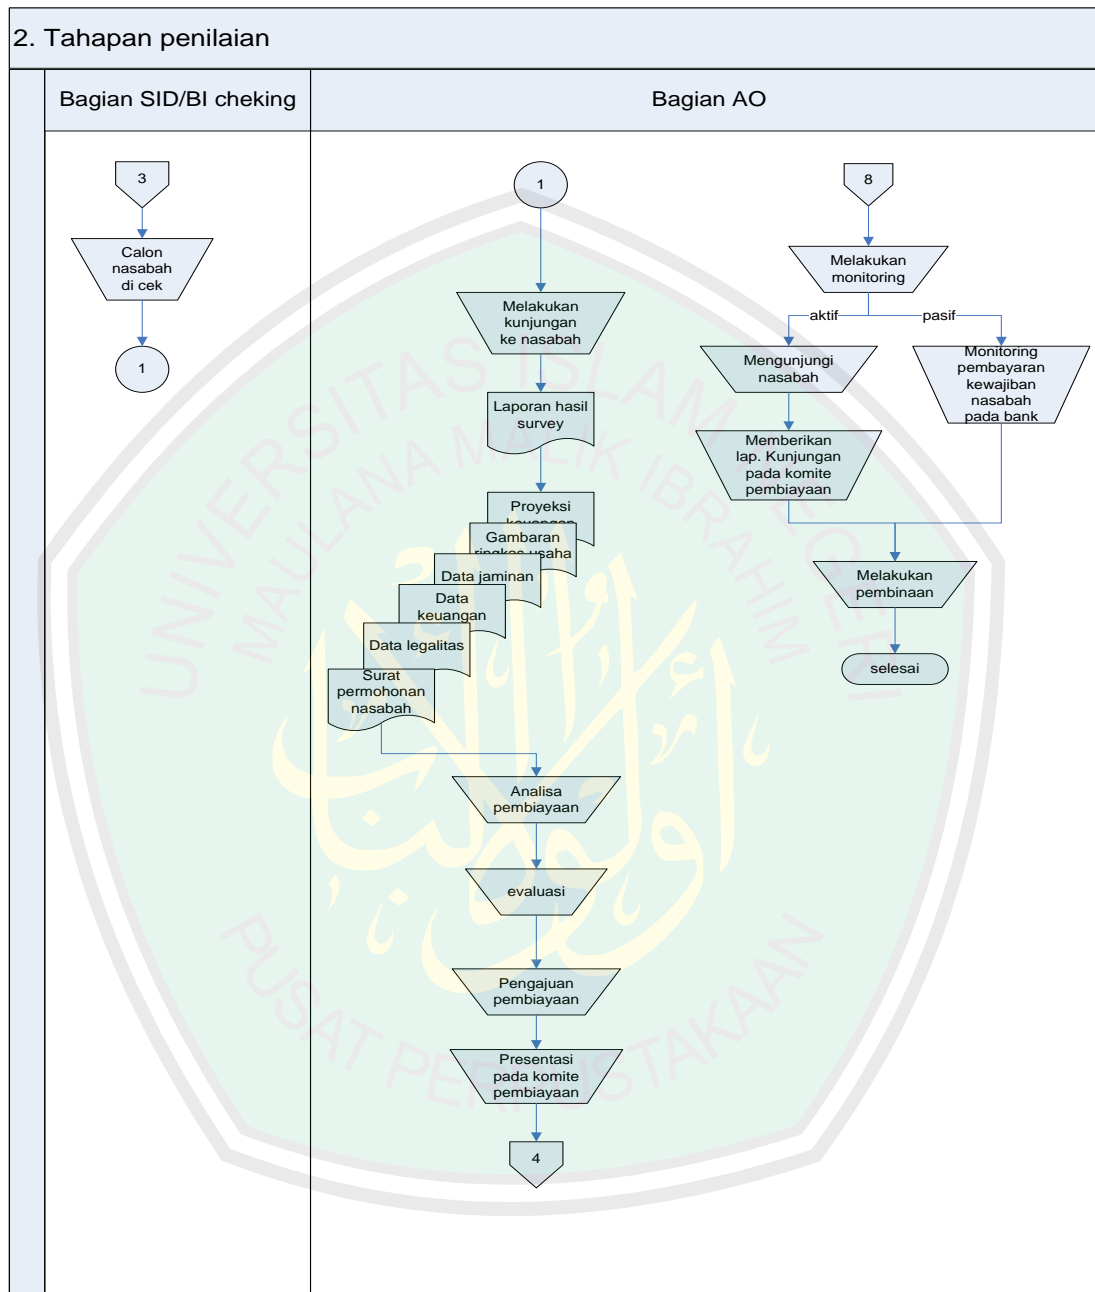 2. Tahapan penilaian
Bagian SID/BI cheking
Bagian AO
3
Calon
nasabah
di cek
1
1
Melakukan
kunjungan
ke nasabah
Laporan hasil
survey
Proyeksi
keuangan
Gambaran
ringkas usaha
Data jaminan
Data
keuangan
Data legalitas
Surat
permohonan
nasabah
Analisa
pembiayaan
evaluasi
Pengajuan
pembiayaan
Presentasi
pada komite
pembiayaan
4
8
Melakukan
monitoring
aktif
pasif
Mengunjungi
nasabah
Memberikan
lap. Kunjungan
pada komite
pembiayaan
Monitoring
pembayaran
kewajiban
nasabah
pada bank
Melakukan
pembinaan
selesai
UNIVERSITAS ISLAM NEGERI
MAULANA MALIK IBRAHIM
PUSAT PERPUSTAKAAN